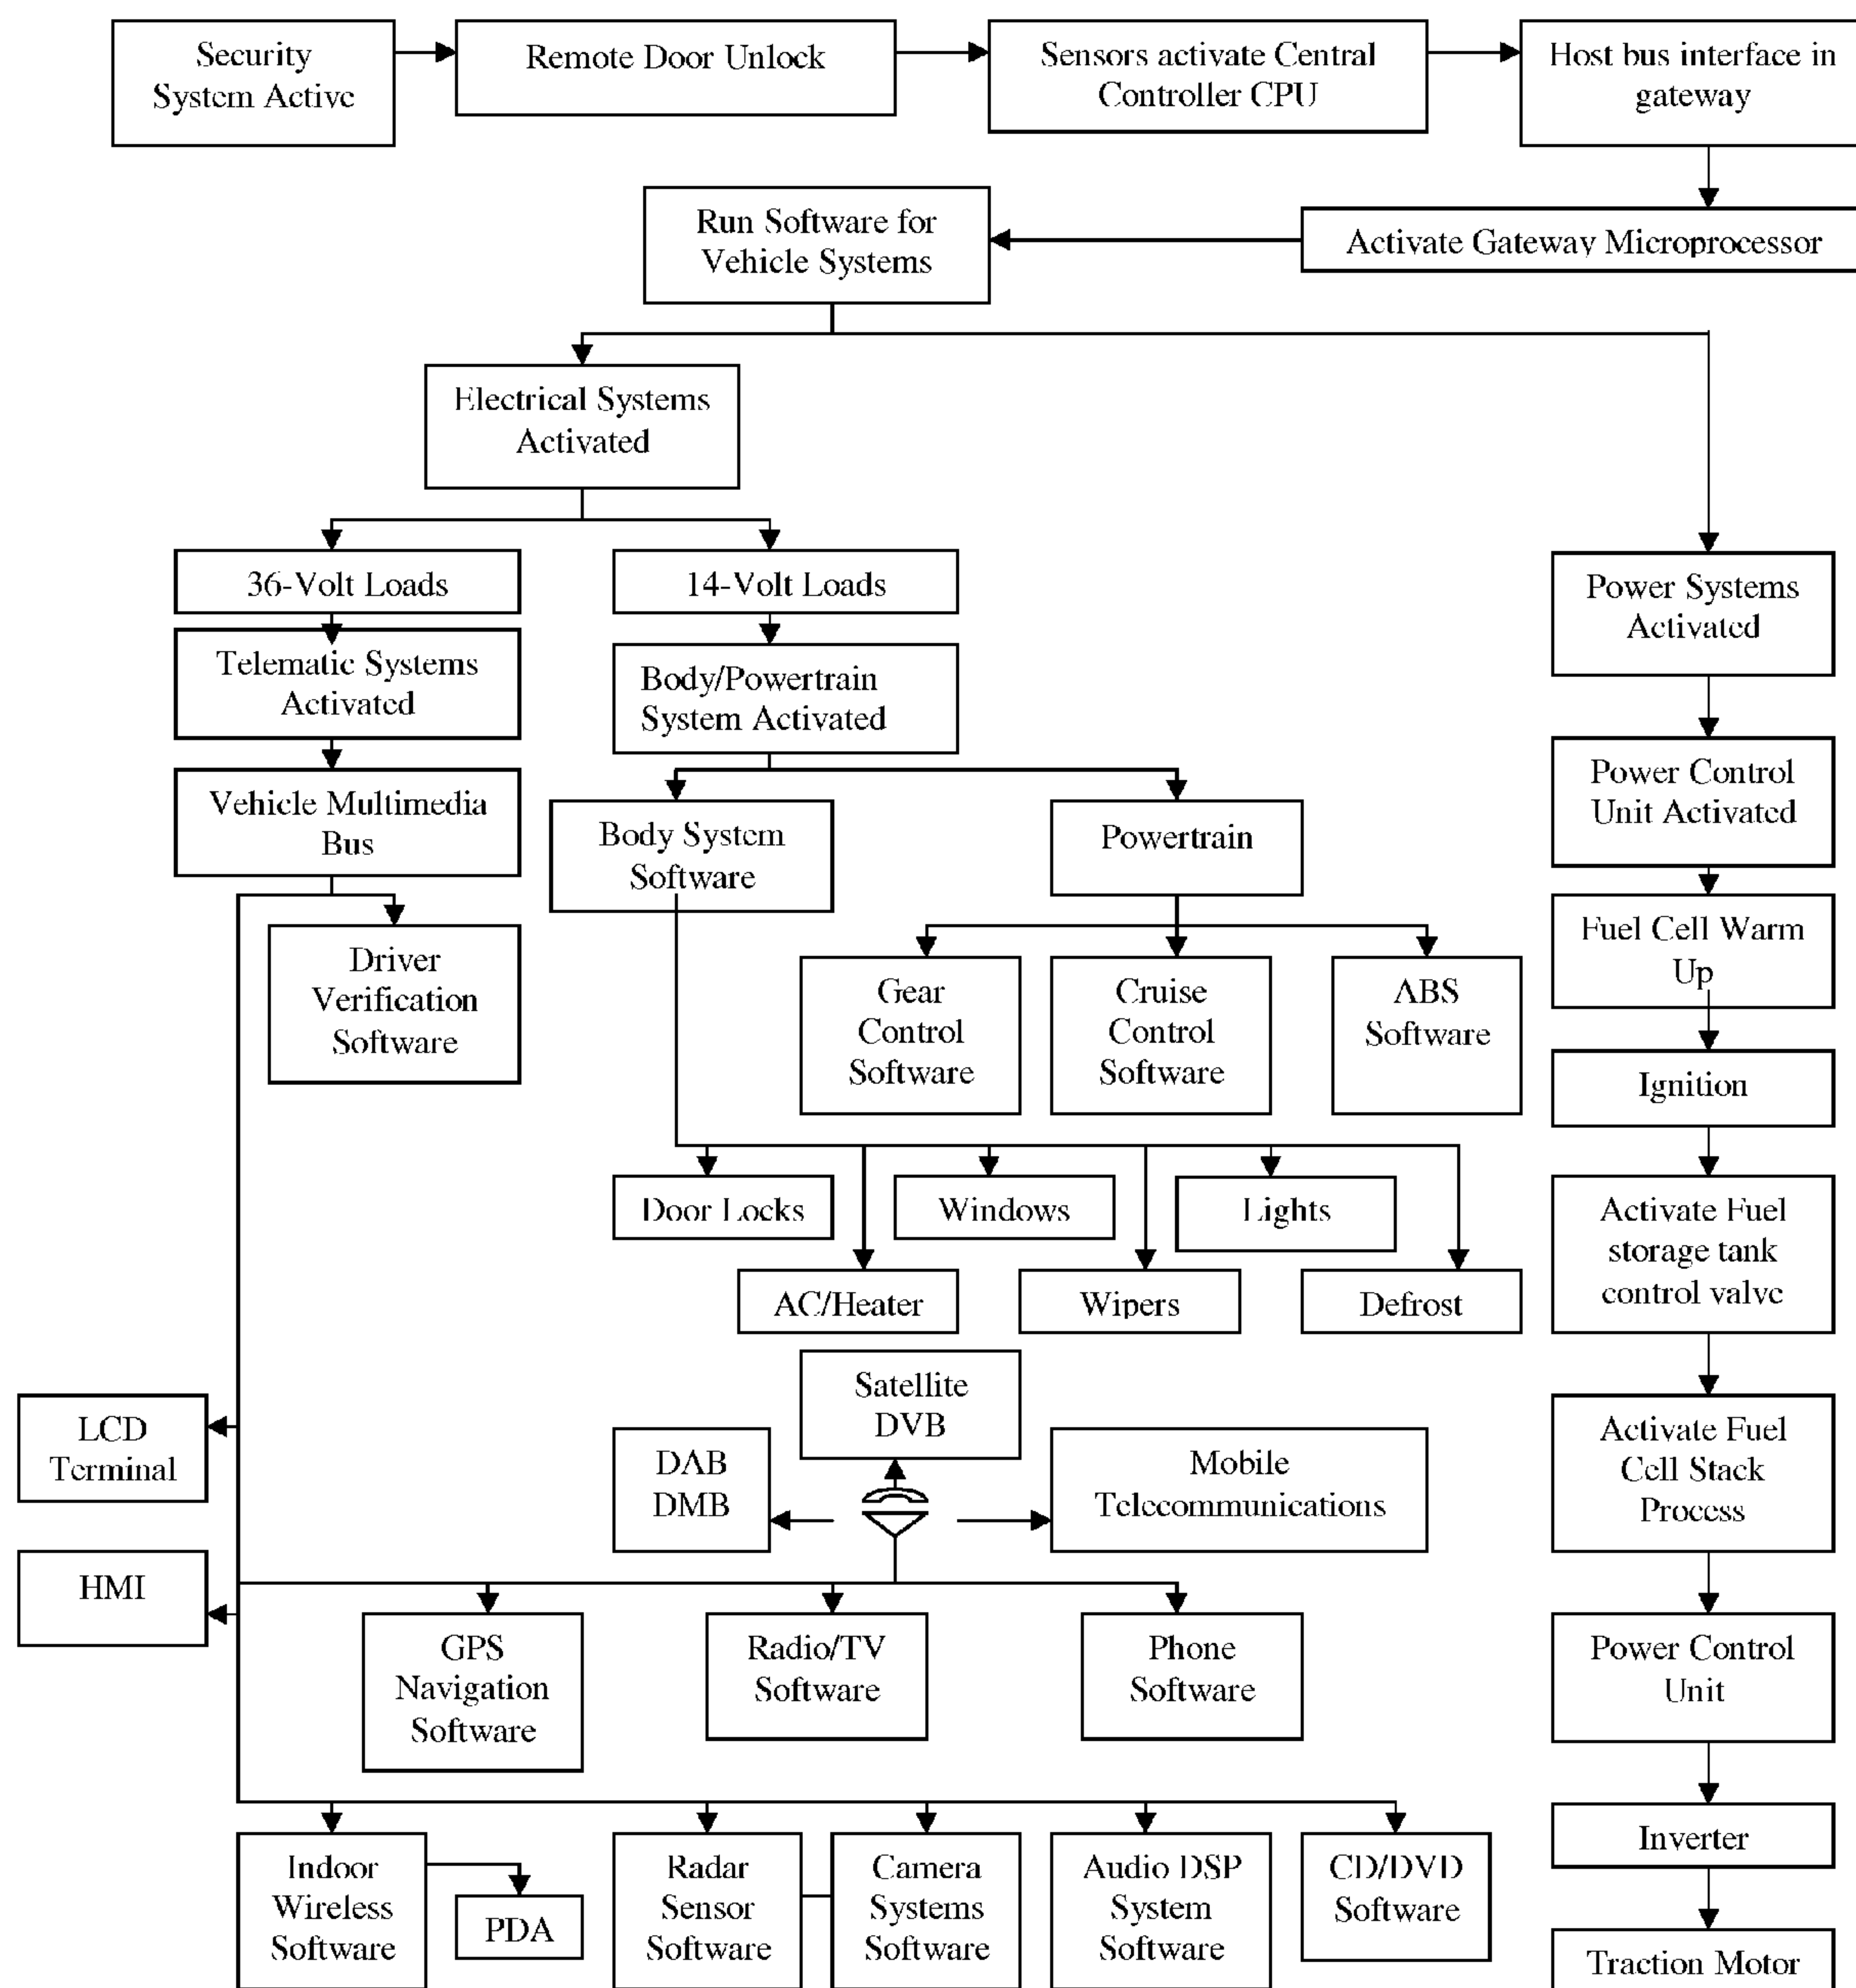 Security
System Active
Remote Door Unlock
Sensors activate Central
Controller CPU
Host bus interface in
gateway
Run Software for
Vehicle Systems
Activate Gateway Microprocessor
Electrical Systems
Activated
36-Volt Loads
14-Volt Loads
Power Systems
Activated
Telematic Systems
Activated
Body/Powertrain
System Activated
Vehicle Multimedia
Bus
Power Control
Unit Activated
Body System
Software
Powertrain
Fuel Cell Warm
Up
Driver
Verification
Software
Gear
Control
Software
Cruise
Control
Software
ABS
Software
Ignition
Door Locks
Windows
Lights
Activate Fuel
storage tank
control valve
AC/Heater
Wipers
Defrost
Satellite
DVB
LCD
Terminal
DAB
DMB
Mobile
Telecommunications
Activate Fuel
Cell Stack
Process
HMI
GPS
Navigation
Software
Radio/TV
Software
Phone
Software
Power Control
Unit
Inverter
Indoor
Wireless
Software
PDA
Radar
Sensor
Software
Camera
Systems
Software
Audio DSP
System
Software
CD/DVD
Software
Traction Motor